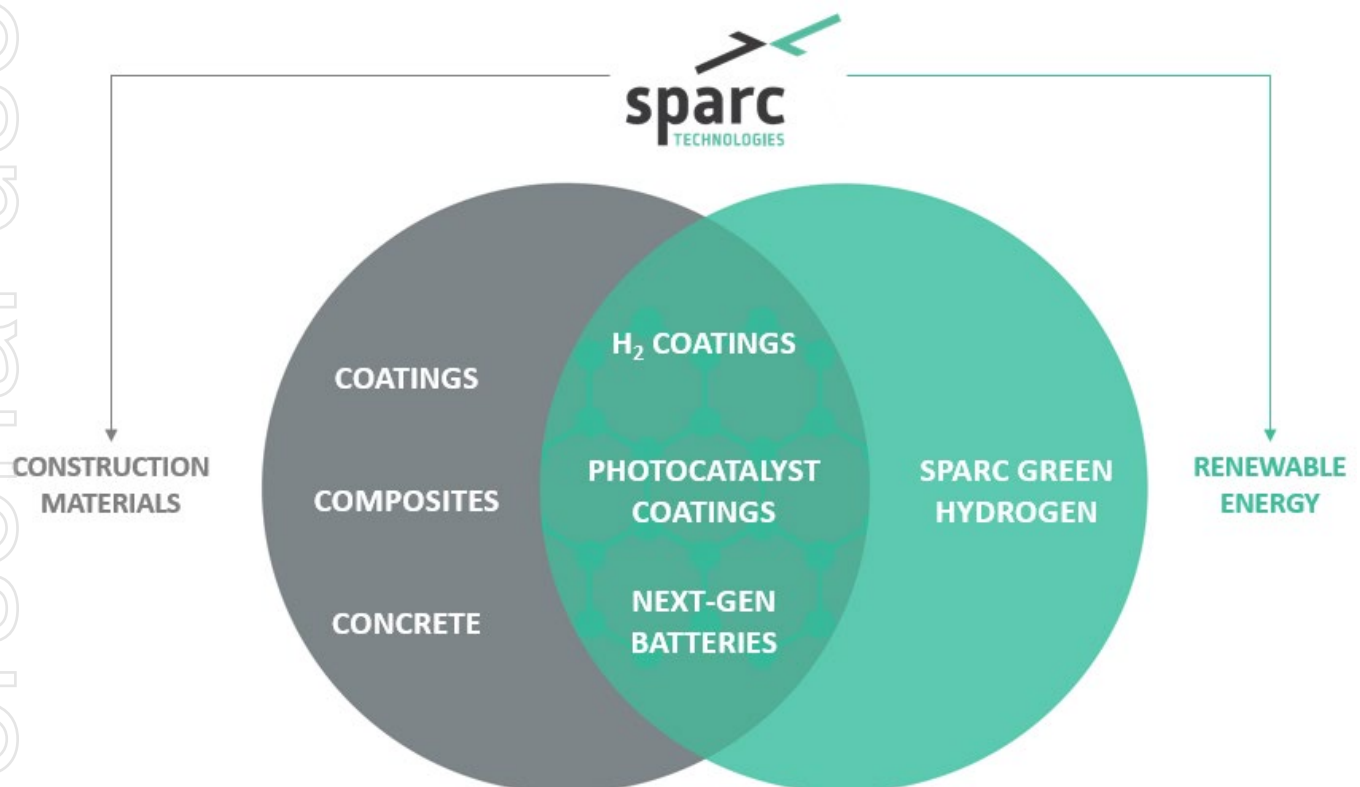 sparc
TECHNOLOGIES
CONSTRUCTION
MATERIALS
COATINGS
COMPOSITES
CONCRETE
H₂ COATINGS
PHOTOCATALYST
COATINGS
NEXT-GEN
BATTERIES
SPARC GREEN
HYDROGEN
RENEWABLE
ENERGY